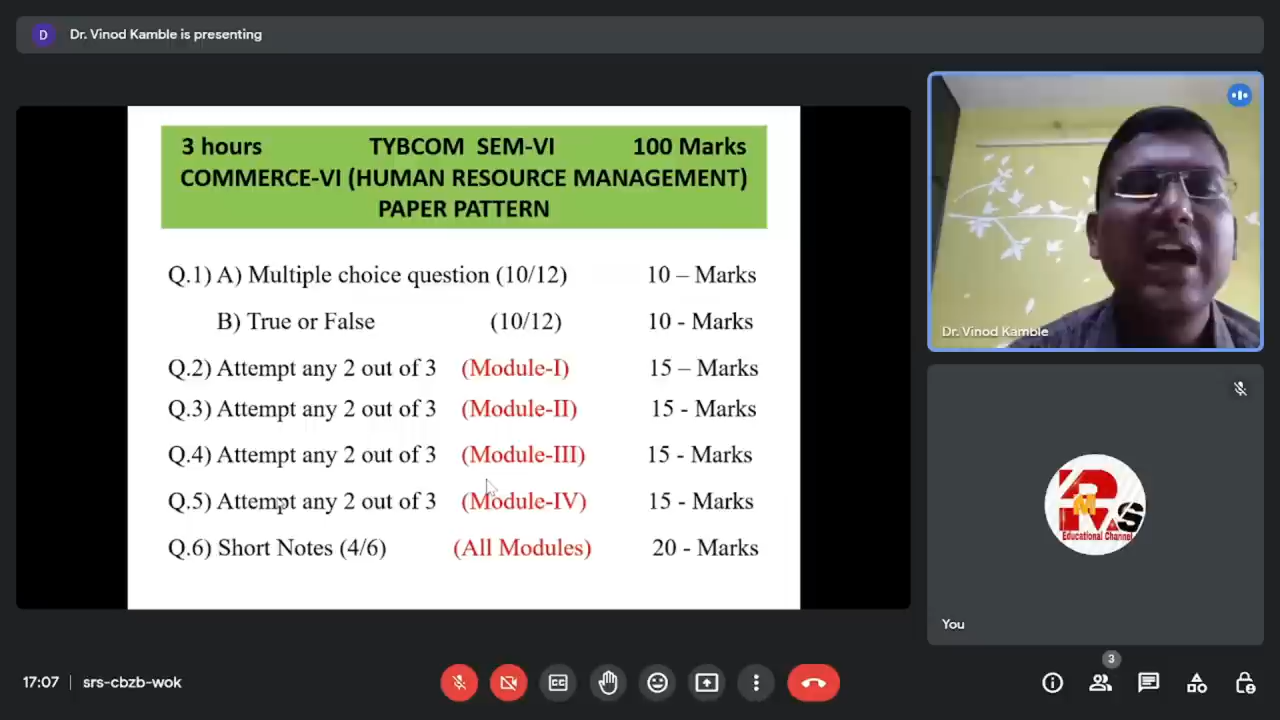 D Dr. Vinod Kamble is presenting
3 hours TYBCOM SEM-VI 100 Marks
COMMERCE-VI (HUMAN RESOURCE MANAGEMENT)
PAPER PATTERN
Q.1) A) Multiple choice question (10/12) 10 – Marks
B) True or False (10/12) 10 - Marks
Q.2) Attempt any 2 out of 3 (Module-I) 15 – Marks
Q.3) Attempt any 2 out of 3 (Module-II) 15 - Marks
Q.4) Attempt any 2 out of 3 (Module-III) 15 - Marks
Q.5) Attempt any 2 out of 3 (Module-IV) 15 - Marks
Q.6) Short Notes (4/6) (All Modules) 20 - Marks
Dr. Vinod Kamble
Educational Channel
You
17:07 | srs-cbzb-wok
CC
3